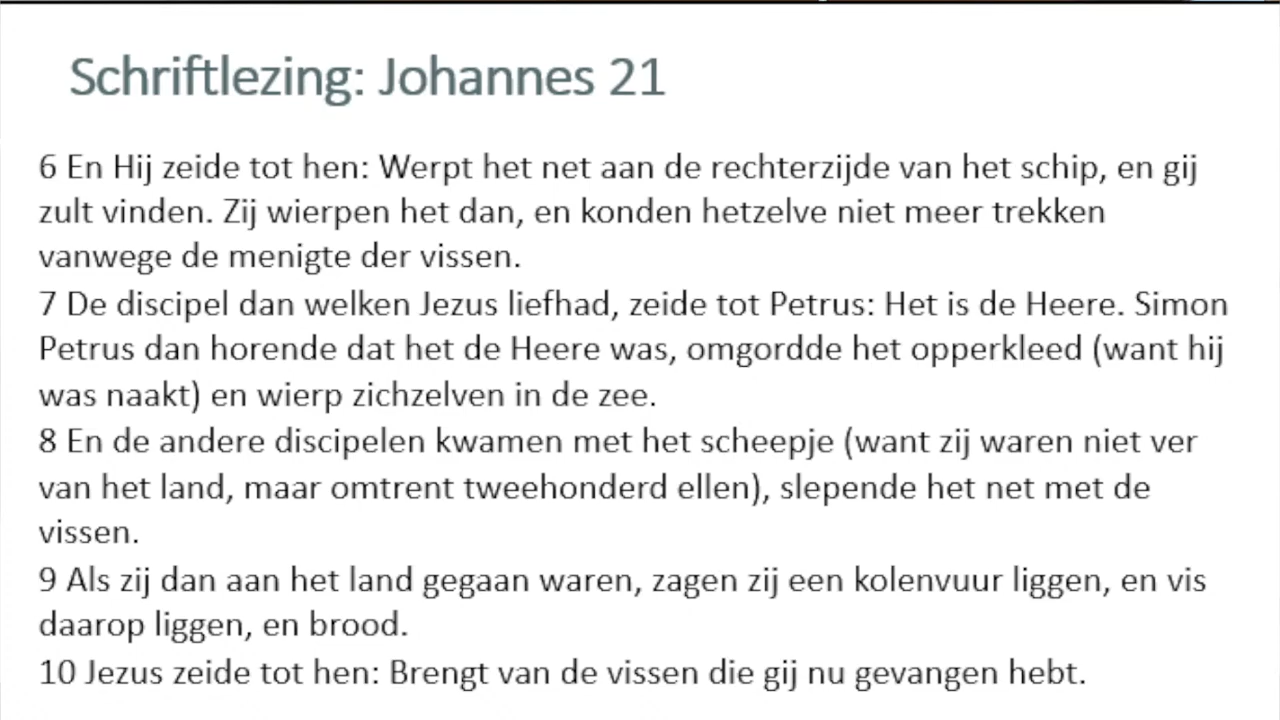 Schriftlezing: Johannes 21
6 En Hij zeide tot hen: Werpt het net aan de rechterzijde van het schip, en gij
zult vinden. Zij wierpen het dan, en konden hetzelve niet meer trekken
vanwege de menigte der vissen.
7 De discipel dan welken Jezus liefhad, zeide tot Petrus: Het is de Heere. Simon
Petrus dan horende dat het de Heere was, omgordde het opperkleed (want hij
was naakt) en wierp zichzelven in de zee.
8 En de andere discipelen kwamen met het scheepje (want zij waren niet ver
van het land, maar omtrent tweehonderd ellen), slepende het net met de
vissen.
9 Als zij dan aan het land gegaan waren, zagen zij een kolenvuur liggen, en vis
daarop liggen, en brood.
10 Jezus zeide tot hen: Brengt van de vissen die gij nu gevangen hebt.